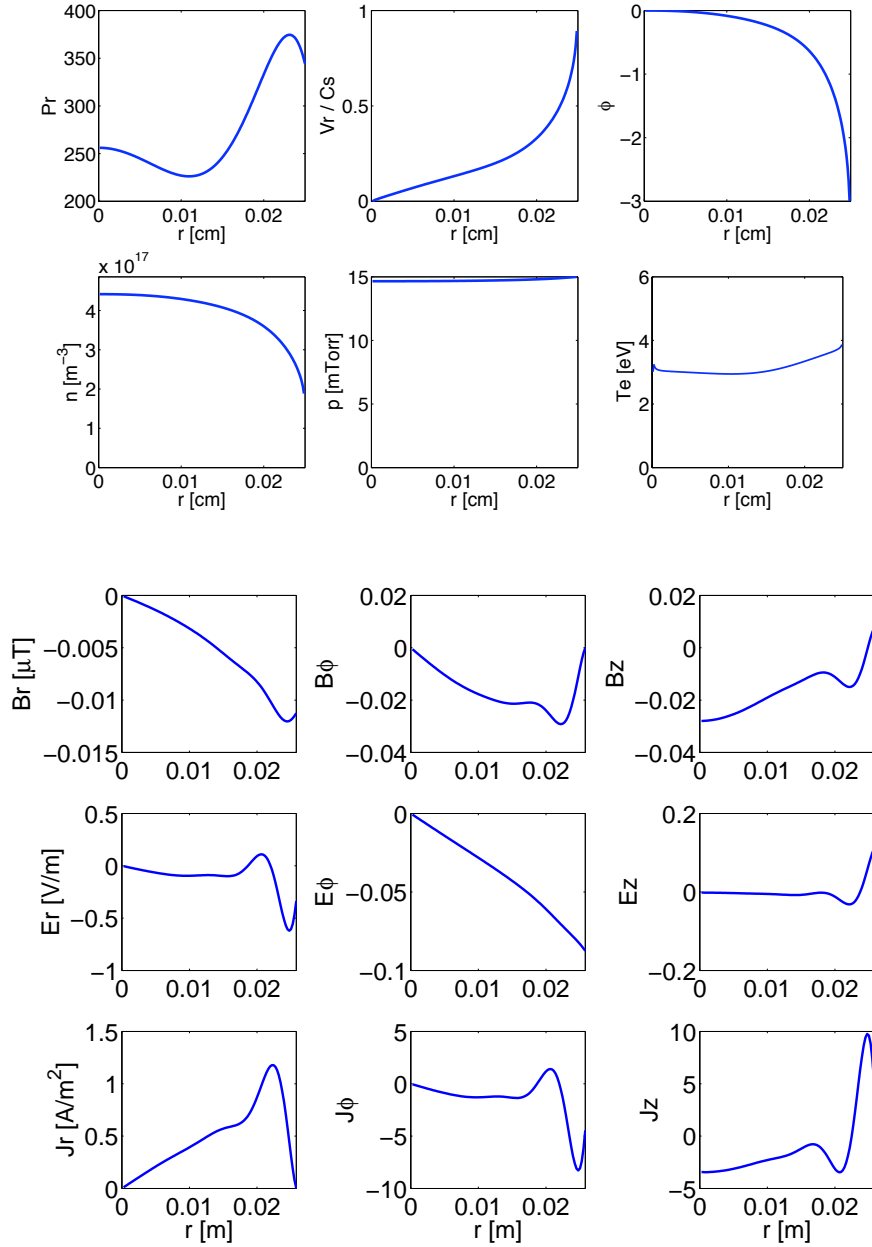 400
350
300
250
200
Pr
0 0.01 0.02
r [cm]
1
0.5
0
Vr / Cs
0 0.01 0.02
r [cm]
0
−1
−2
−3
ϕ
0 0.01 0.02
r [cm]
x 10^17
4
3
2
1
0
n [m^−3]
0 0.01 0.02
r [cm]
15
10
5
0
p [mTorr]
0 0.01 0.02
r [cm]
6
4
2
0
Te [eV]
0 0.01 0.02
r [cm]
0
−0.005
−0.01
−0.015
Br [μT]
0 0.01 0.02
0.02
0
−0.02
−0.04
Bϕ
0 0.01 0.02
0.02
0
−0.02
−0.04
Bz
0 0.01 0.02
0.5
0
−0.5
−1
Er [V/m]
0 0.01 0.02
0
−0.05
−0.1
Eϕ
0 0.01 0.02
0.2
0
−0.2
Ez
0 0.01 0.02
1.5
1
0.5
0
Jr [A/m^2]
0 0.01 0.02
r [m]
5
0
−5
−10
Jϕ
0 0.01 0.02
r [m]
10
5
0
−5
Jz
0 0.01 0.02
r [m]